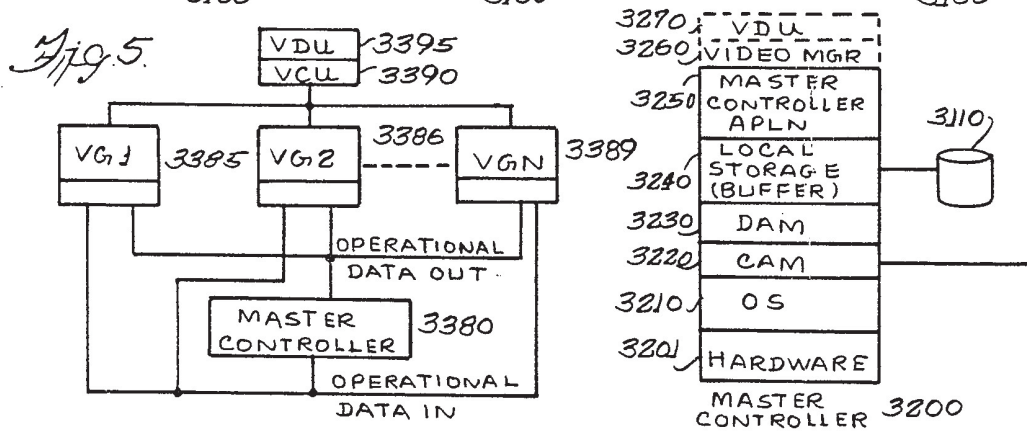 Fig. 5.
VDU 3395
VCU 3390
VG1 3385
VG2 3386
VGN 3389
OPERATIONAL
DATA OUT
MASTER
CONTROLLER
3380
OPERATIONAL
DATA IN
3270 VDU
3260 VIDEO MGR
3250
MASTER
CONTROLLER
APLN
3110
3240
LOCAL
STORAGE
(BUFFER)
3230 DAM
3220 CAM
3210 OS
3201 HARDWARE
MASTER
CONTROLLER
3200